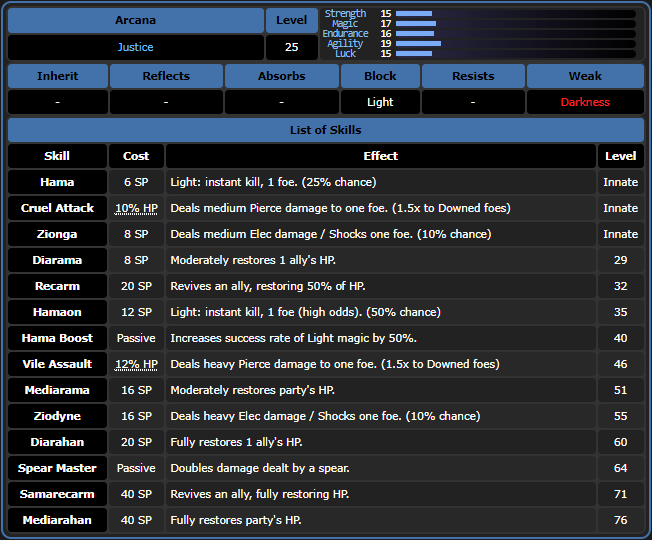 Arcana Level
Justice 25
Strength 15
Magic 17
Endurance 16
Agility 19
Luck 15
Inherit Reflects Absorbs Block Resists Weak
- - - Light - Darkness
List of Skills
Skill Cost Effect Level
Hama 6 SP Light: instant kill, 1 foe. (25% chance) Innate
Cruel Attack 10% HP Deals medium Pierce damage to one foe. (1.5x to Downed foes) Innate
Zionga 8 SP Deals medium Elec damage / Shocks one foe. (10% chance) Innate
Diarama 8 SP Moderately restores 1 ally's HP. 29
Recarm 20 SP Revives an ally, restoring 50% of HP. 32
Hamaon 12 SP Light: instant kill, 1 foe (high odds). (50% chance) 35
Hama Boost Passive Increases success rate of Light magic by 50%. 40
Vile Assault 12% HP Deals heavy Pierce damage to one foe. (1.5x to Downed foes) 46
Mediarama 16 SP Moderately restores party's HP. 51
Ziodyne 16 SP Deals heavy Elec damage / Shocks one foe. (10% chance) 55
Diarahan 20 SP Fully restores 1 ally's HP. 60
Spear Master Passive Doubles damage dealt by a spear. 64
Samarecarm 40 SP Revives an ally, fully restoring HP. 71
Mediarahan 40 SP Fully restores party's HP. 76